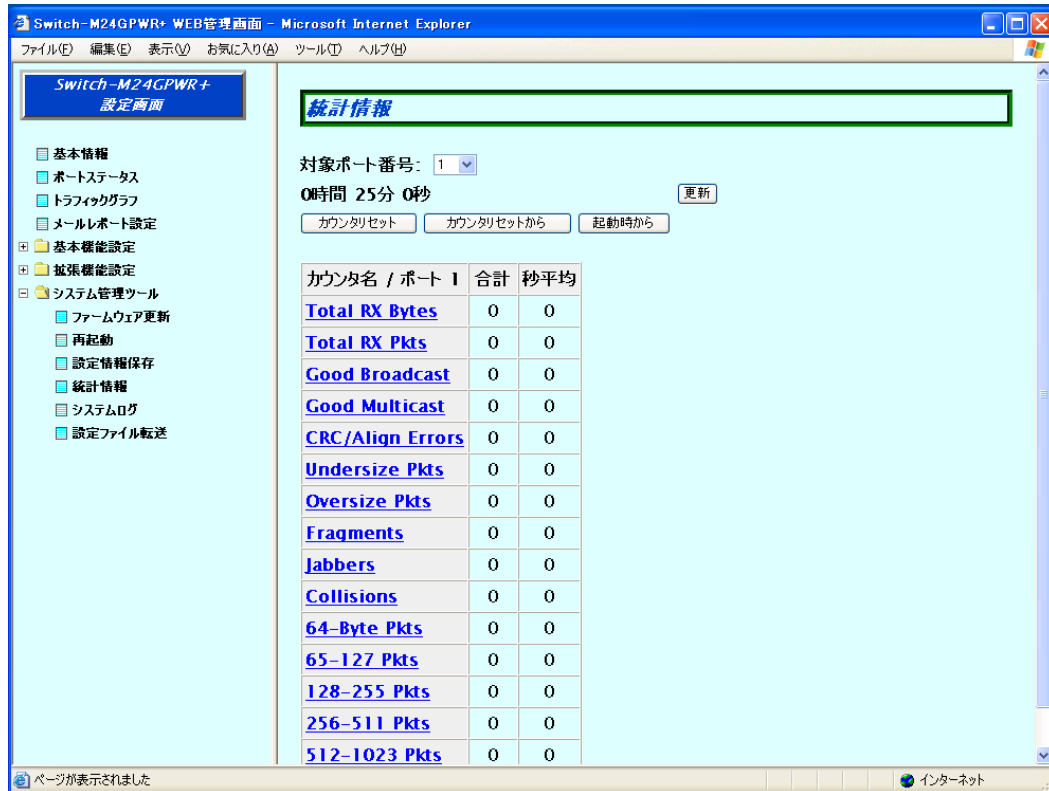 Switch-M24GPWR+ WEB管理画面 - Microsoft Internet Explorer
ファイル(F) 編集(E) 表示(V) お気に入り(A) ツール(T) ヘルプ(H)
Switch-M24GPWR+
設定画面
基本情報
ポートステータス
トラフィックグラフ
メールレポート設定
基本機能設定
拡張機能設定
システム管理ツール
ファームウェア更新
再起動
設定情報保存
統計情報
システムログ
設定ファイル転送
統計情報
対象ポート番号: 1
0時間 25分 0秒 更新
カウンタリセット カウンタリセットから 起動時から
カウンタ名 / ポート 1 合計 秒平均
Total RX Bytes 0 0
Total RX Pkts 0 0
Good Broadcast 0 0
Good Multicast 0 0
CRC/Align Errors 0 0
Undersize Pkts 0 0
Oversize Pkts 0 0
Fragments 0 0
Jabbers 0 0
Collisions 0 0
64-Byte Pkts 0 0
65-127 Pkts 0 0
128-255 Pkts 0 0
256-511 Pkts 0 0
512-1023 Pkts 0 0
ページが表示されました インターネット